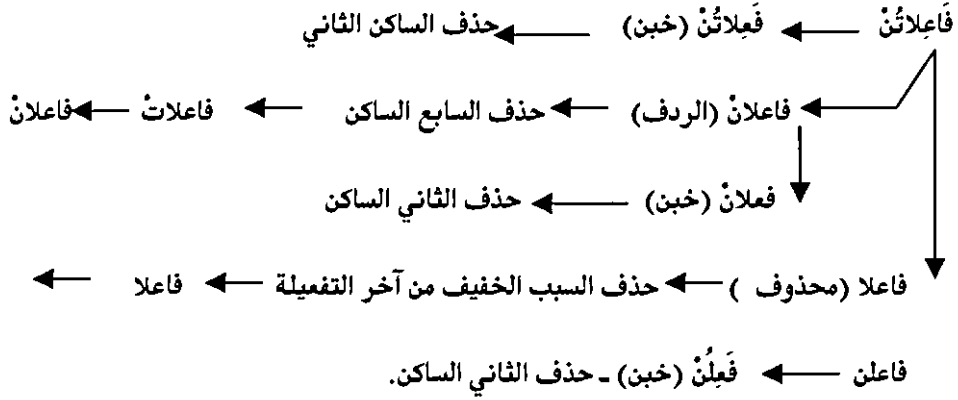 فَاعِلاتُنْ فَعِلاتُنْ (خبن) حذف الساكن الثاني
فاعلانْ (الردف) حذف السابع الساكن فاعلاتْ فاعلانْ
فعلانْ (خبن) حذف الثاني الساكن
فاعلا (محذوف ) حذف السبب الخفيف من آخر التفعيلة فاعلا
فاعلن فَعِلُنْ (خبن) - حذف الثاني الساكن.